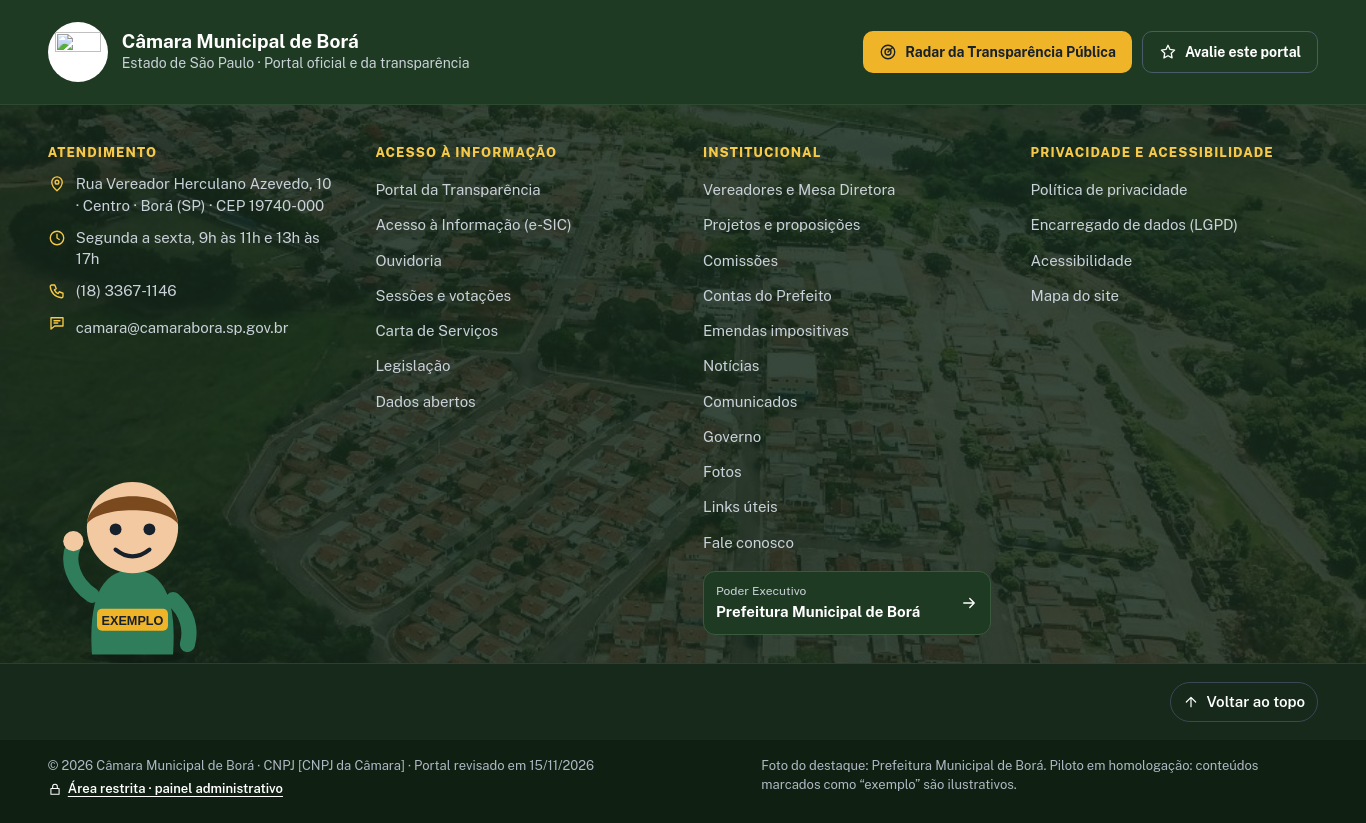 Câmara Municipal de Borá
Estado de São Paulo · Portal oficial e da transparência
Radar da Transparência Pública
Avalie este portal
ATENDIMENTO
Rua Vereador Herculano Azevedo, 10
· Centro · Borá (SP) · CEP 19740-000
Segunda a sexta, 9h às 11h e 13h às
17h
(18) 3367-1146
camara@camarabora.sp.gov.br
EXEMPLO
ACESSO À INFORMAÇÃO
Portal da Transparência
Acesso à Informação (e-SIC)
Ouvidoria
Sessões e votações
Carta de Serviços
Legislação
Dados abertos
INSTITUCIONAL
Vereadores e Mesa Diretora
Projetos e proposições
Comissões
Contas do Prefeito
Emendas impositivas
Notícias
Comunicados
Governo
Fotos
Links úteis
Fale conosco
Poder Executivo
Prefeitura Municipal de Borá
PRIVACIDADE E ACESSIBILIDADE
Política de privacidade
Encarregado de dados (LGPD)
Acessibilidade
Mapa do site
Voltar ao topo
© 2026 Câmara Municipal de Borá · CNPJ [CNPJ da Câmara] · Portal revisado em 15/11/2026
Área restrita · painel administrativo
Foto do destaque: Prefeitura Municipal de Borá. Piloto em homologação: conteúdos
marcados como “exemplo” são ilustrativos.